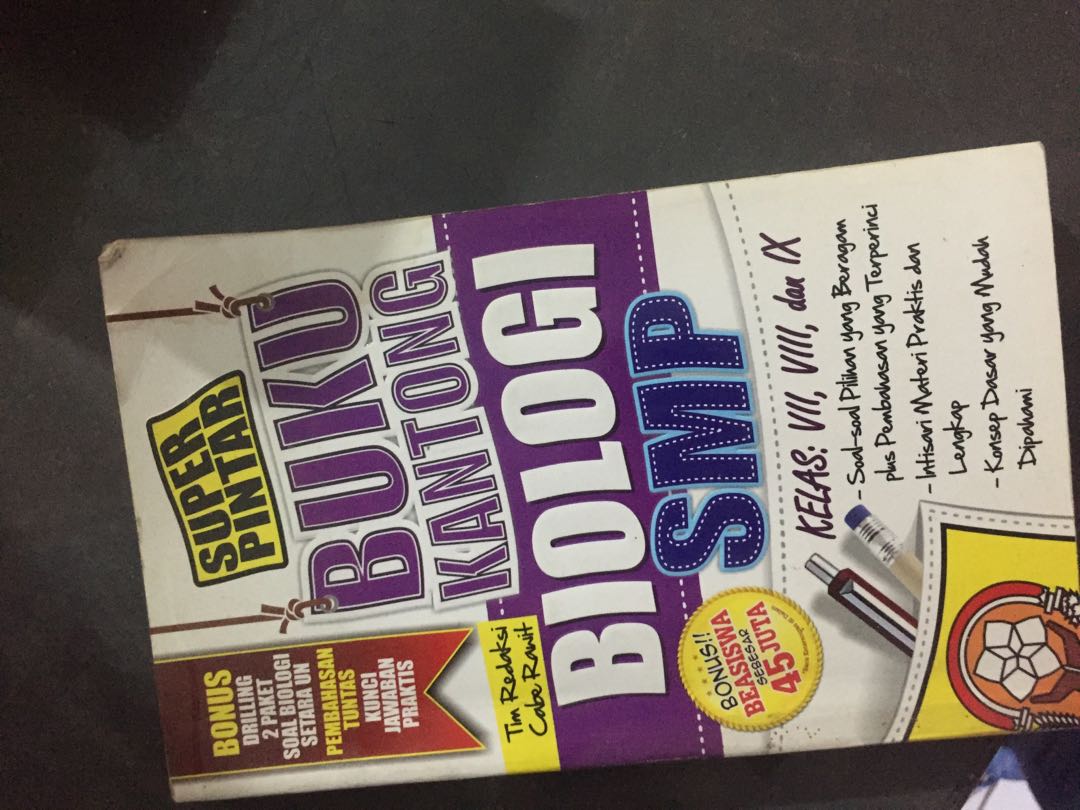 BONUS
DRILLING
2 PAKET
SOAL BIOLOGI
SETARA UN
PEMBAHASAN
TUNTAS
KUNCI
JAWABAN
PRAKTIS
SUPER
PINTAR
BUKU
KANTONG
Tim Redaksi
Cabe Rawit
BIOLOGI
SMP
BONUS!!
BEASISWA
SEBESAR
45 JUTA
KELAS: VII, VIII, dan IX
- Soal-soal Pilihan yang Beragam
plus Pembahasan yang Terperinci
- Intisari Materi Praktis dan
Lengkap
- Konsep Dasar yang Mudah
Dipahami